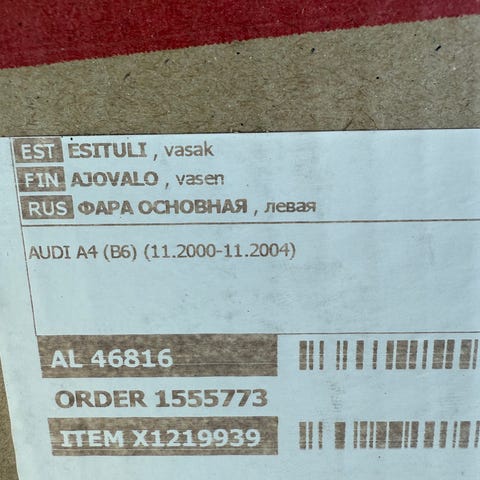 EST ESITULI , vasak
FIN AJOVALO , vasen
RUS ФАРА ОСНОВНАЯ , левая
AUDI A4 (B6) (11.2000-11.2004)
AL 46816
ORDER 1555773
ITEM X1219939